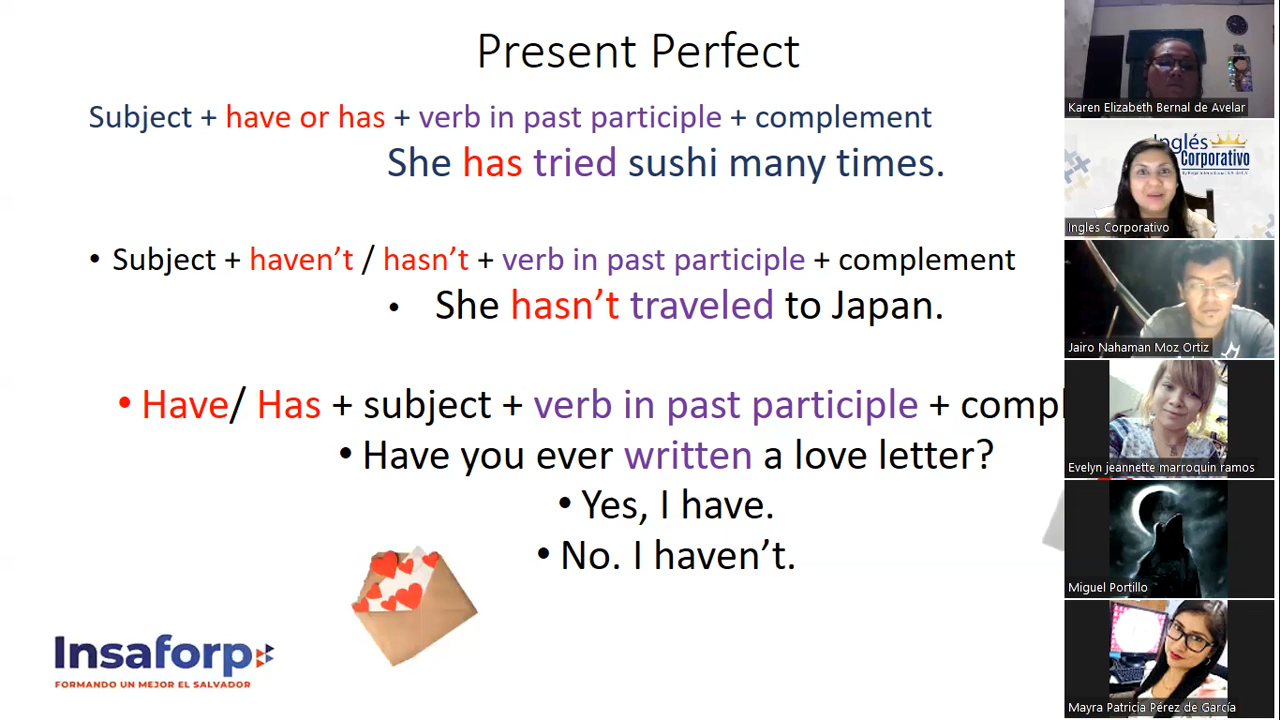 Present Perfect
Subject + have or has + verb in past participle + complement
She has tried sushi many times.
• Subject + haven't / hasn't + verb in past participle + complement
• She hasn't traveled to Japan.
• Have/ Has + subject + verb in past participle + compl
• Have you ever written a love letter?
• Yes, I have.
• No. I haven't.
Insaforp
FORMANDO UN MEJOR EL SALVADOR
Karen Elizabeth Bernal de Avelar
Inglés
Corporativo
Ingles Corporativo
Jairo Nahaman Moz Ortiz
Evelyn jeannette marroquin ramos
Miguel Portillo
Mayra Patricia Pérez de García